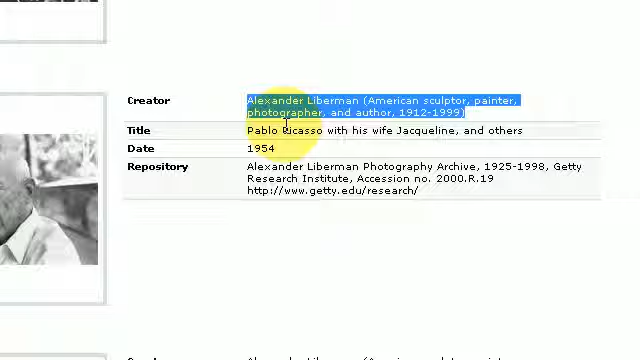 Creator
Alexander Liberman (American sculptor, painter,
photographer, and author, 1912-1999)
Title
Pablo Picasso with his wife Jacqueline, and others
Date
1954
Repository
Alexander Liberman Photography Archive, 1925-1998, Getty
Research Institute, Accession no. 2000.R.19
http://www.getty.edu/research/